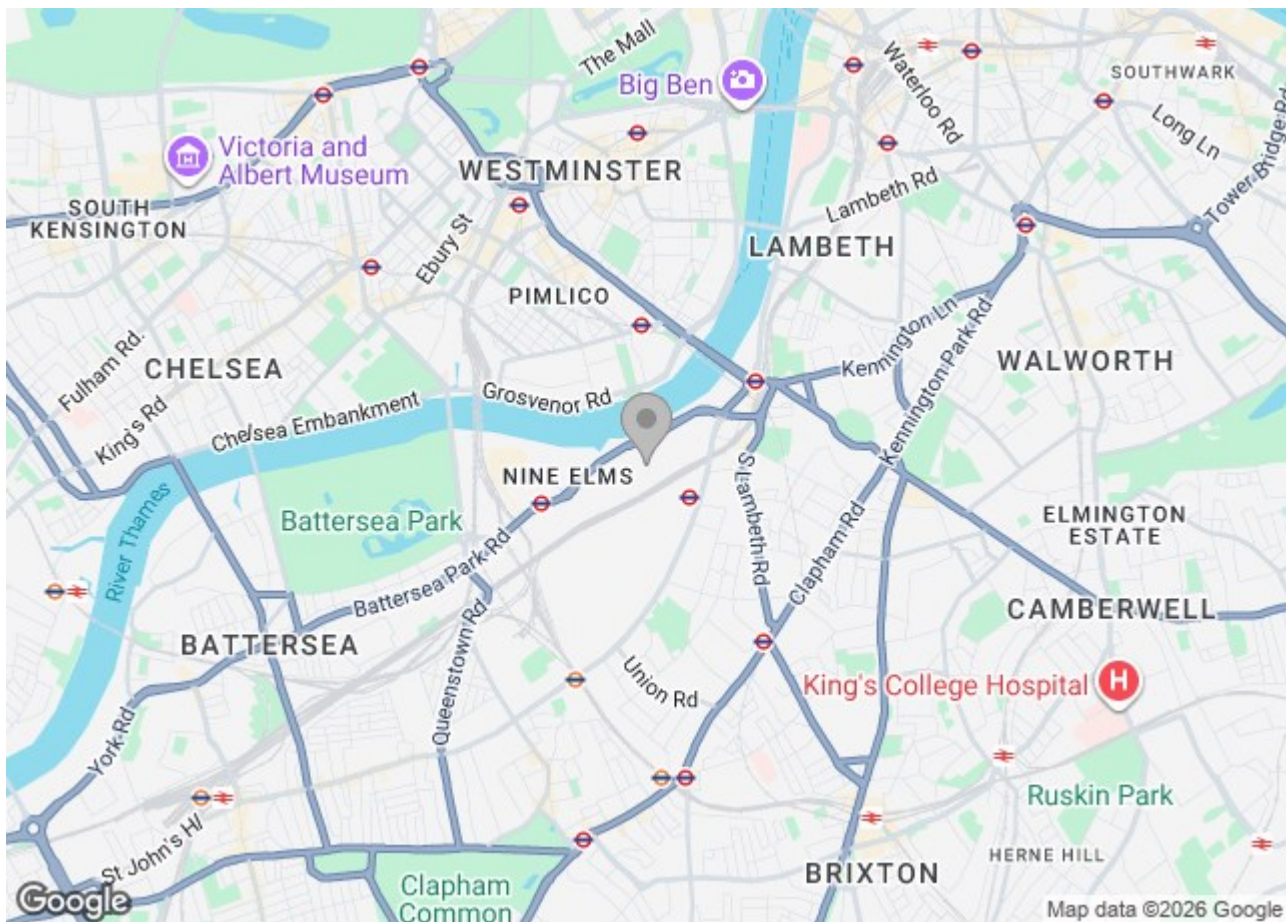 The Mall
Big Ben
Waterloo Rd
SOUTHWARK
Long Ln
Tower Bridge Rd
Victoria and
Albert Museum
WESTMINSTER
Lambeth Rd
SOUTH
KENSINGTON
Ebury St
LAMBETH
PIMLICO
Kennington Ln
Kennington Park Rd
WALWORTH
Fulham Rd.
CHELSEA
King's Rd
Chelsea Embankment
Grosvenor Rd
NINE ELMS
S Lambeth Rd
Clapham Rd
ELMINGTON
ESTATE
Battersea Park
River Thames
Battersea Park Rd
Queenstown Rd
CAMBERWELL
BATTERSEA
Union Rd
King's College Hospital
H
York Rd
St John's H
Ruskin Park
HERNE HILL
BRIXTON
Clapham
Common
Google
Map data ©2026 Google